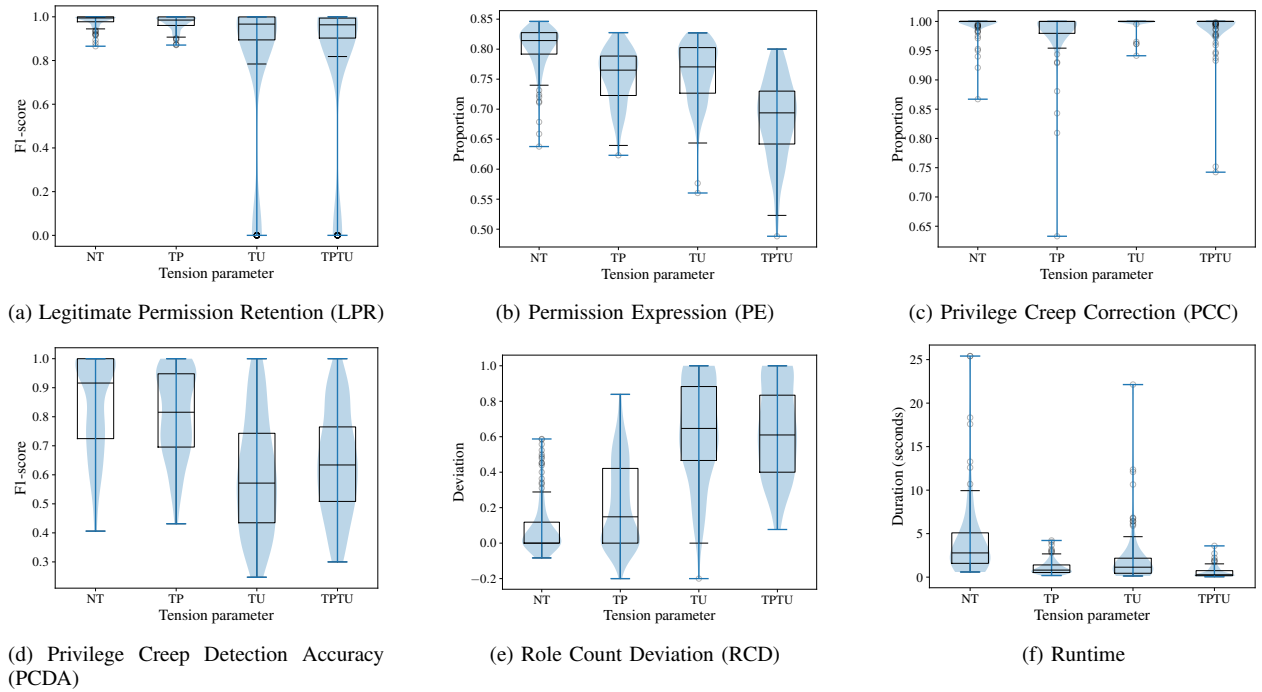 1.0
0.8
0.6
0.4
0.2
0.0
F1-score
NT TP TU TPTU
Tension parameter
(a) Legitimate Permission Retention (LPR)
0.85
0.80
0.75
0.70
0.65
0.60
0.55
0.50
Proportion
NT TP TU TPTU
Tension parameter
(b) Permission Expression (PE)
1.00
0.95
0.90
0.85
0.80
0.75
0.70
0.65
Proportion
NT TP TU TPTU
Tension parameter
(c) Privilege Creep Correction (PCC)
1.0
0.9
0.8
0.7
0.6
0.5
0.4
0.3
F1-score
NT TP TU TPTU
Tension parameter
(d) Privilege Creep Detection Accuracy
(PCDA)
1.0
0.8
0.6
0.4
0.2
0.0
−0.2
Deviation
NT TP TU TPTU
Tension parameter
(e) Role Count Deviation (RCD)
25
20
15
10
5
0
Duration (seconds)
NT TP TU TPTU
Tension parameter
(f) Runtime